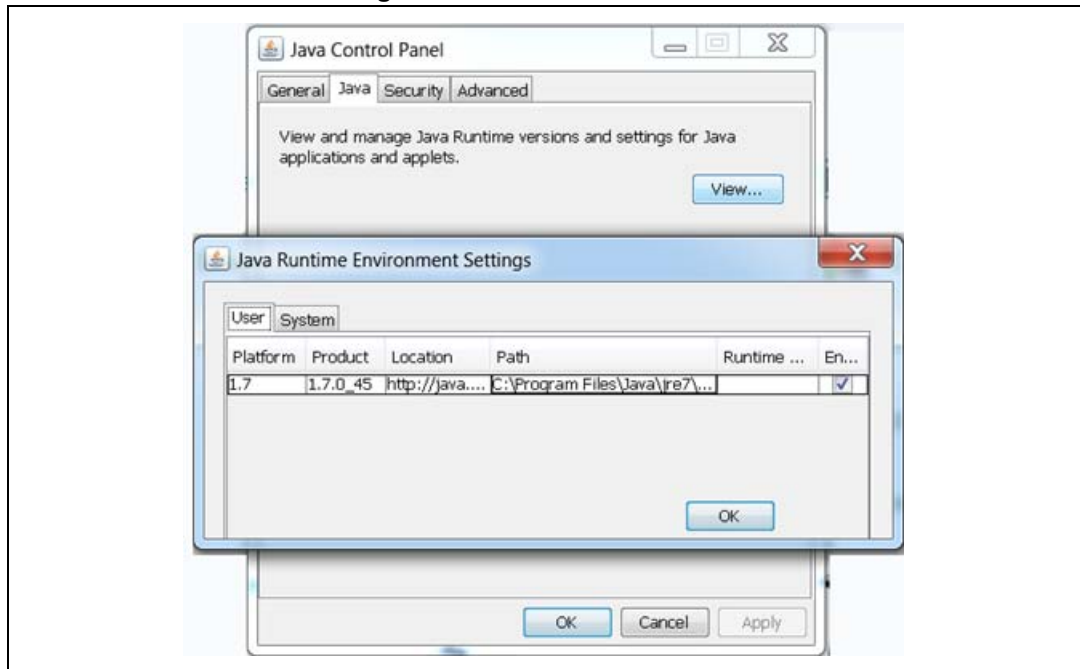 Java Control Panel
General Java Security Advanced
View and manage Java Runtime versions and settings for Java
applications and applets.
View...
Java Runtime Environment Settings
User System
Platform Product Location Path Runtime ... En...
1.7 1.7.0_45 http://java.... C:\Program Files\Java\jre7\...
OK
OK Cancel Apply